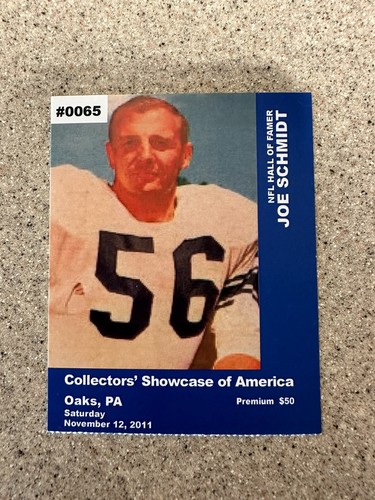 #0065
NFL HALL OF FAMER
JOE SCHMIDT
56
Collectors' Showcase of America
Oaks, PA
Premium $50
Saturday
November 12, 2011